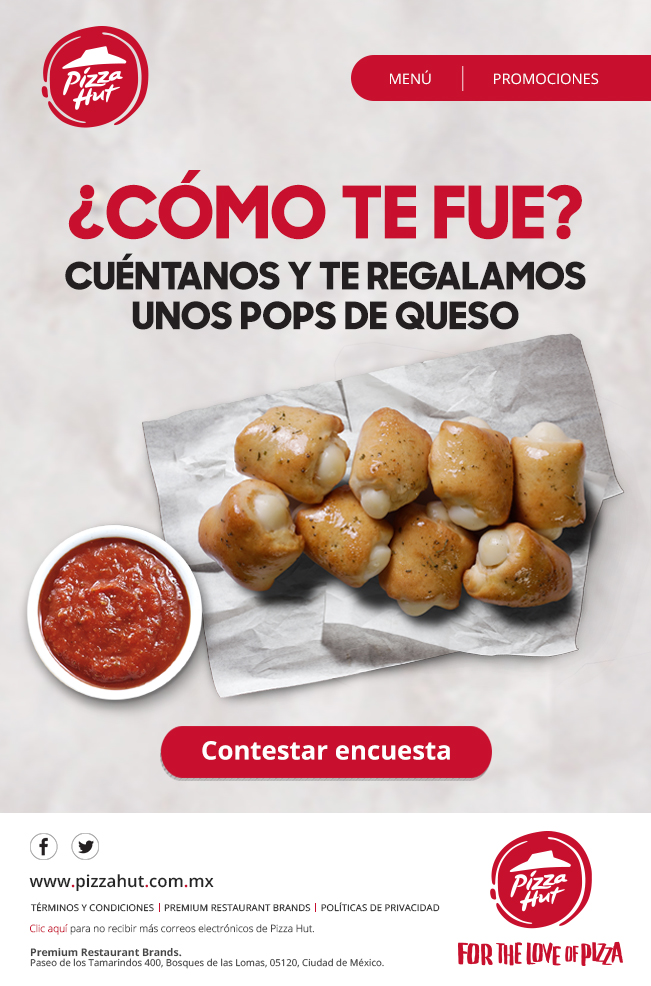 Pizza
Hut
MENÚ | PROMOCIONES
¿CÓMO TE FUE?
CUÉNTANOS Y TE REGALAMOS
UNOS POPS DE QUESO
Contestar encuesta
www.pizzahut.com.mx
TÉRMINOS Y CONDICIONES | PREMIUM RESTAURANT BRANDS | POLÍTICAS DE PRIVACIDAD
Clic aquí para no recibir más correos electrónicos de Pizza Hut.
Premium Restaurant Brands.
Paseo de los Tamarindos 400, Bosques de las Lomas, 05120, Ciudad de México.
Pizza
Hut
FOR THE LOVE OF PIZZA